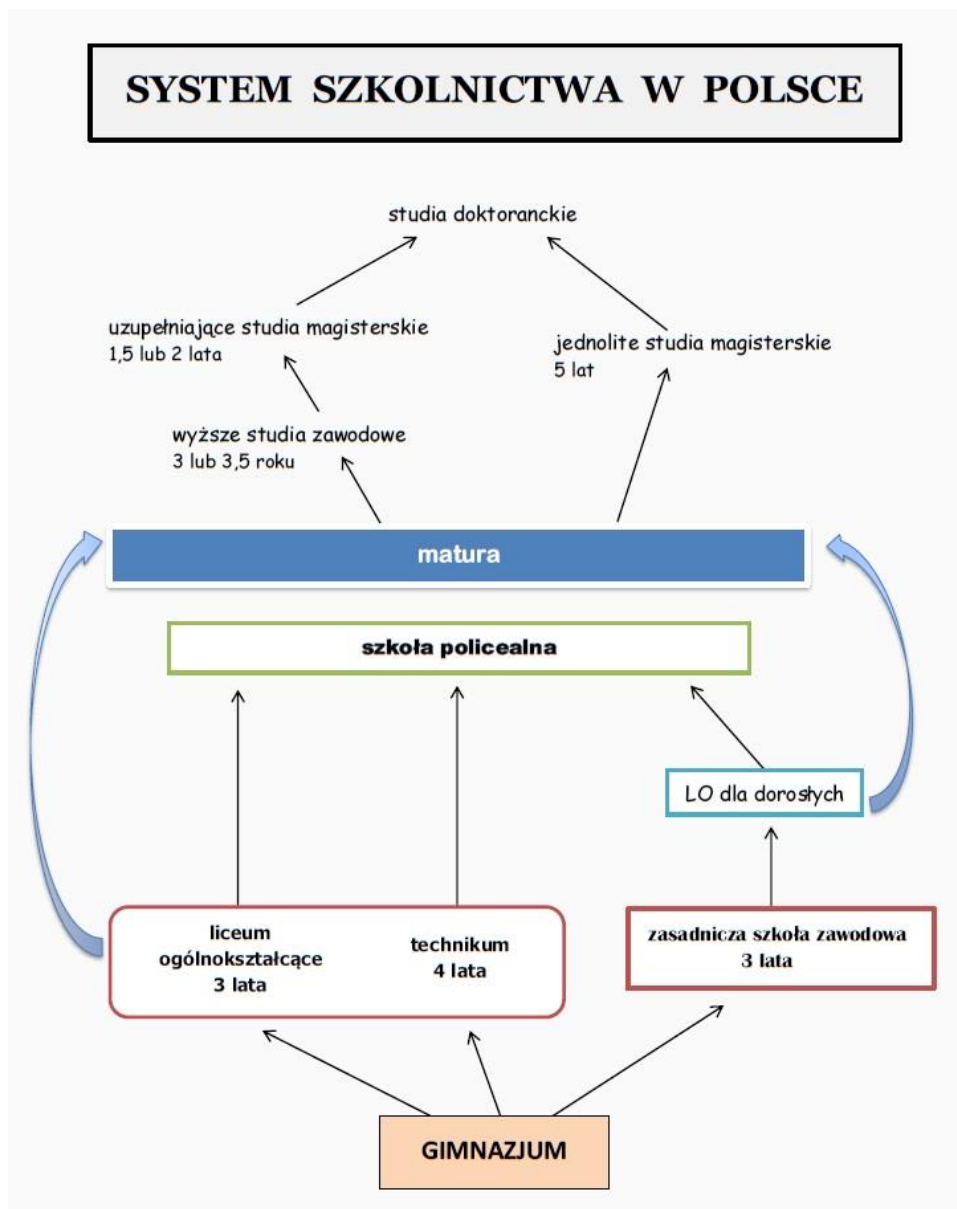 SYSTEM SZKOLNICTWA W POLSCE
studia doktoranckie
uzupełniające studia magisterskie
1,5 lub 2 lata
jednolite studia magisterskie
5 lat
wyższe studia zawodowe
3 lub 3,5 roku
matura
szkoła policealna
LO dla dorosłych
liceum
ogólnokształcące
3 lata
technikum
4 lata
zasadnicza szkoła zawodowa
3 lata
GIMNAZJUM